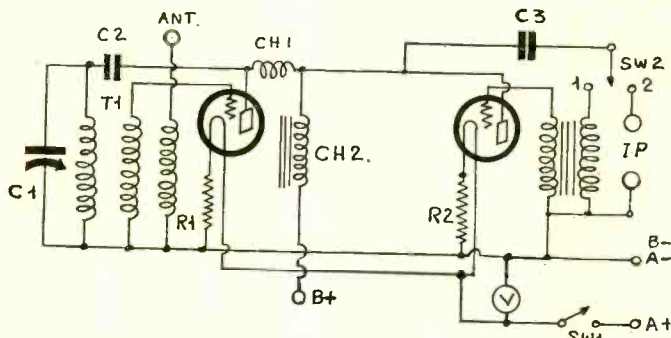 ANT.
C2
CH1
C3
SW2
T1
1 2
IP
C1
CH2.
R1
R2
B-
A-
V
B+
SW1
A+